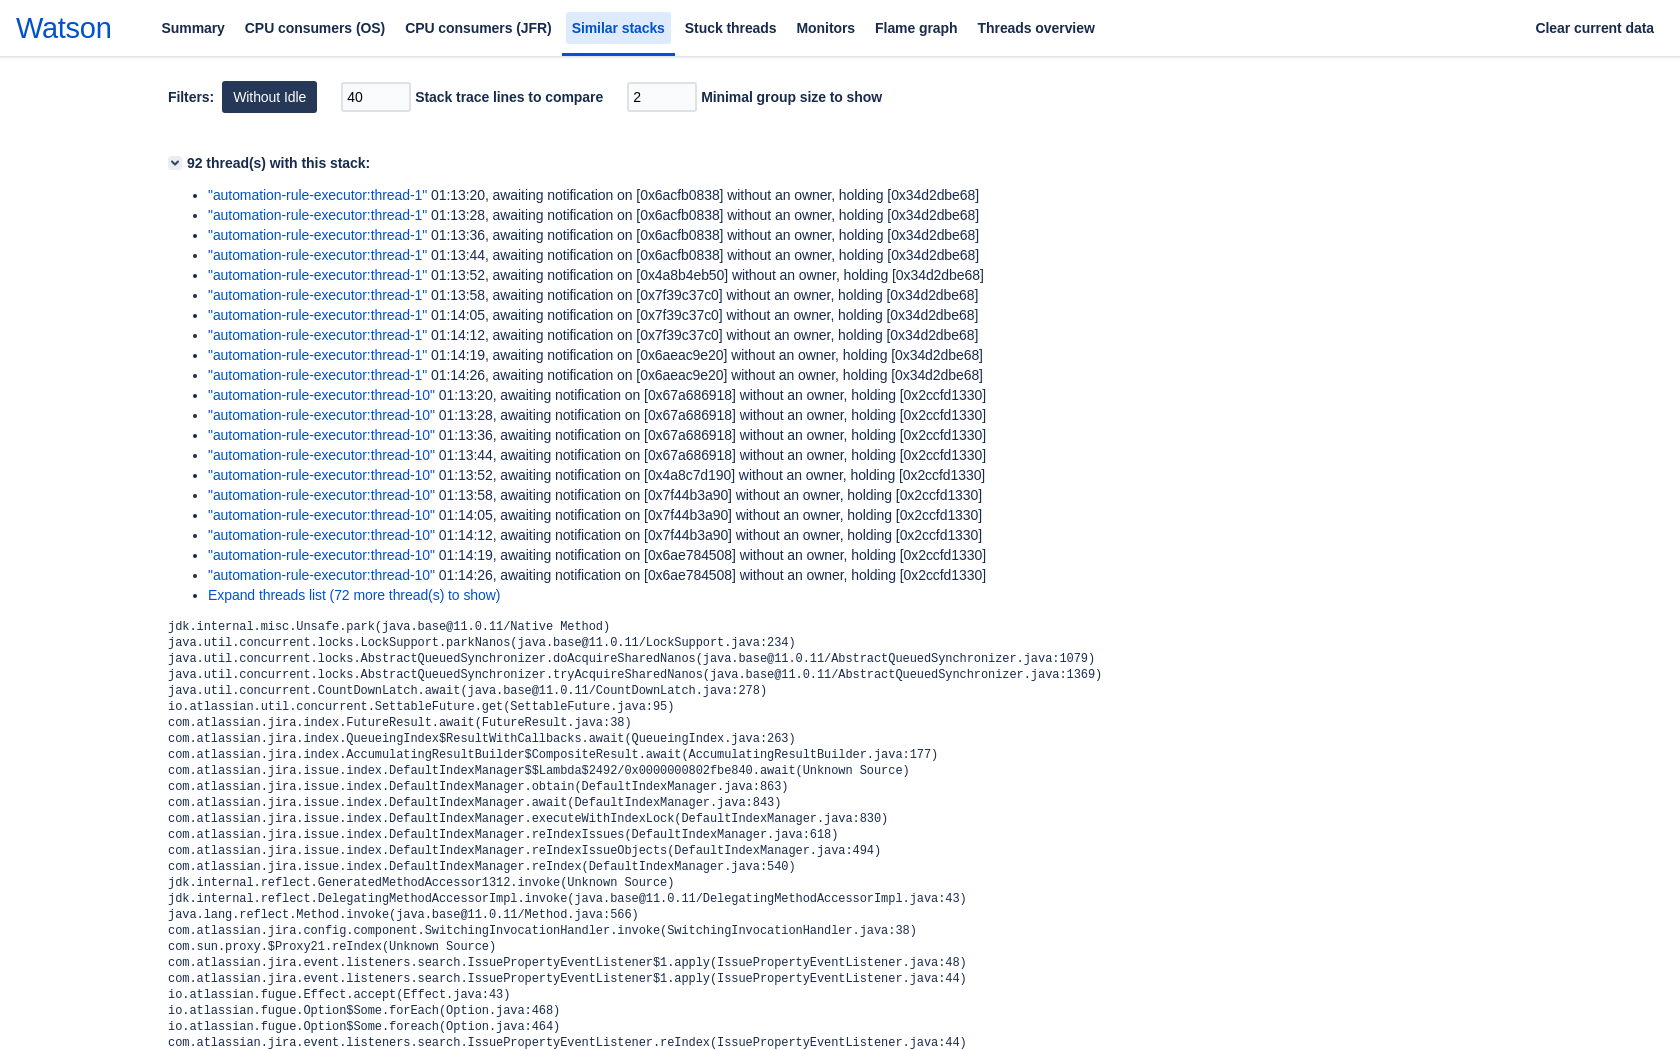 Watson Summary CPU consumers (OS) CPU consumers (JFR) Similar stacks Stuck threads Monitors Flame graph Threads overview Clear current data
Filters: Without Idle 40 Stack trace lines to compare 2 Minimal group size to show
92 thread(s) with this stack:
• "automation-rule-executor:thread-1" 01:13:20, awaiting notification on [0x6acfb0838] without an owner, holding [0x34d2dbe68]
• "automation-rule-executor:thread-1" 01:13:28, awaiting notification on [0x6acfb0838] without an owner, holding [0x34d2dbe68]
• "automation-rule-executor:thread-1" 01:13:36, awaiting notification on [0x6acfb0838] without an owner, holding [0x34d2dbe68]
• "automation-rule-executor:thread-1" 01:13:44, awaiting notification on [0x6acfb0838] without an owner, holding [0x34d2dbe68]
• "automation-rule-executor:thread-1" 01:13:52, awaiting notification on [0x4a8b4eb50] without an owner, holding [0x34d2dbe68]
• "automation-rule-executor:thread-1" 01:13:58, awaiting notification on [0x7f39c37c0] without an owner, holding [0x34d2dbe68]
• "automation-rule-executor:thread-1" 01:14:05, awaiting notification on [0x7f39c37c0] without an owner, holding [0x34d2dbe68]
• "automation-rule-executor:thread-1" 01:14:12, awaiting notification on [0x7f39c37c0] without an owner, holding [0x34d2dbe68]
• "automation-rule-executor:thread-1" 01:14:19, awaiting notification on [0x6aeac9e20] without an owner, holding [0x34d2dbe68]
• "automation-rule-executor:thread-1" 01:14:26, awaiting notification on [0x6aeac9e20] without an owner, holding [0x34d2dbe68]
• "automation-rule-executor:thread-10" 01:13:20, awaiting notification on [0x67a686918] without an owner, holding [0x2ccfd1330]
• "automation-rule-executor:thread-10" 01:13:28, awaiting notification on [0x67a686918] without an owner, holding [0x2ccfd1330]
• "automation-rule-executor:thread-10" 01:13:36, awaiting notification on [0x67a686918] without an owner, holding [0x2ccfd1330]
• "automation-rule-executor:thread-10" 01:13:44, awaiting notification on [0x67a686918] without an owner, holding [0x2ccfd1330]
• "automation-rule-executor:thread-10" 01:13:52, awaiting notification on [0x4a8c7d190] without an owner, holding [0x2ccfd1330]
• "automation-rule-executor:thread-10" 01:13:58, awaiting notification on [0x7f44b3a90] without an owner, holding [0x2ccfd1330]
• "automation-rule-executor:thread-10" 01:14:05, awaiting notification on [0x7f44b3a90] without an owner, holding [0x2ccfd1330]
• "automation-rule-executor:thread-10" 01:14:12, awaiting notification on [0x7f44b3a90] without an owner, holding [0x2ccfd1330]
• "automation-rule-executor:thread-10" 01:14:19, awaiting notification on [0x6ae784508] without an owner, holding [0x2ccfd1330]
• "automation-rule-executor:thread-10" 01:14:26, awaiting notification on [0x6ae784508] without an owner, holding [0x2ccfd1330]
• Expand threads list (72 more thread(s) to show)
jdk.internal.misc.Unsafe.park(java.base@11.0.11/Native Method)
java.util.concurrent.locks.LockSupport.parkNanos(java.base@11.0.11/LockSupport.java:234)
java.util.concurrent.locks.AbstractQueuedSynchronizer.doAcquireSharedNanos(java.base@11.0.11/AbstractQueuedSynchronizer.java:1079)
java.util.concurrent.locks.AbstractQueuedSynchronizer.tryAcquireSharedNanos(java.base@11.0.11/AbstractQueuedSynchronizer.java:1369)
java.util.concurrent.CountDownLatch.await(java.base@11.0.11/CountDownLatch.java:278)
io.atlassian.util.concurrent.SettableFuture.get(SettableFuture.java:95)
com.atlassian.jira.index.FutureResult.await(FutureResult.java:38)
com.atlassian.jira.index.QueueingIndex$ResultWithCallbacks.await(QueueingIndex.java:263)
com.atlassian.jira.index.AccumulatingResultBuilder$CompositeResult.await(AccumulatingResultBuilder.java:177)
com.atlassian.jira.issue.index.DefaultIndexManager$$Lambda$2492/0x0000000802fbe840.await(Unknown Source)
com.atlassian.jira.issue.index.DefaultIndexManager.obtain(DefaultIndexManager.java:863)
com.atlassian.jira.issue.index.DefaultIndexManager.await(DefaultIndexManager.java:843)
com.atlassian.jira.issue.index.DefaultIndexManager.executeWithIndexLock(DefaultIndexManager.java:830)
com.atlassian.jira.issue.index.DefaultIndexManager.reIndexIssues(DefaultIndexManager.java:618)
com.atlassian.jira.issue.index.DefaultIndexManager.reIndexIssueObjects(DefaultIndexManager.java:494)
com.atlassian.jira.issue.index.DefaultIndexManager.reIndex(DefaultIndexManager.java:540)
jdk.internal.reflect.GeneratedMethodAccessor1312.invoke(Unknown Source)
jdk.internal.reflect.DelegatingMethodAccessorImpl.invoke(java.base@11.0.11/DelegatingMethodAccessorImpl.java:43)
java.lang.reflect.Method.invoke(java.base@11.0.11/Method.java:566)
com.atlassian.jira.config.component.SwitchingInvocationHandler.invoke(SwitchingInvocationHandler.java:38)
com.sun.proxy.$Proxy21.reIndex(Unknown Source)
com.atlassian.jira.event.listeners.search.IssuePropertyEventListener$1.apply(IssuePropertyEventListener.java:48)
com.atlassian.jira.event.listeners.search.IssuePropertyEventListener$1.apply(IssuePropertyEventListener.java:44)
io.atlassian.fugue.Effect.accept(Effect.java:43)
io.atlassian.fugue.Option$Some.forEach(Option.java:468)
io.atlassian.fugue.Option$Some.foreach(Option.java:464)
com.atlassian.jira.event.listeners.search.IssuePropertyEventListener.reIndex(IssuePropertyEventListener.java:44)